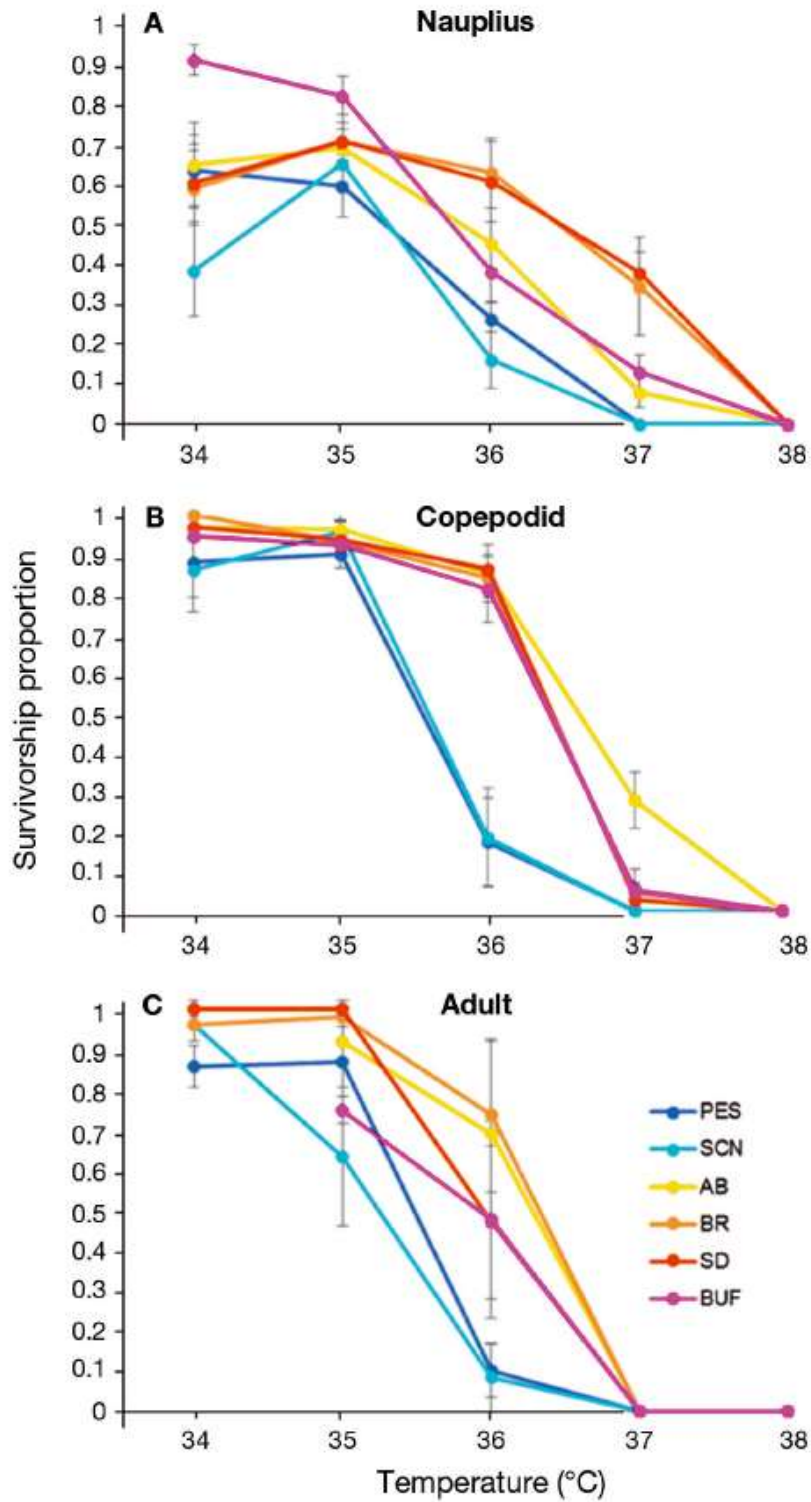 A Nauplius
1
0.9
0.8
0.7
0.6
0.5
0.4
0.3
0.2
0.1
0
34 35 36 37 38
B Copepodid
1
0.9
0.8
0.7
0.6
0.5
0.4
0.3
0.2
0.1
0
34 35 36 37 38
Survivorship proportion
C Adult
1
0.9
0.8
0.7
0.6
0.5
0.4
0.3
0.2
0.1
0
PES
SCN
AB
BR
SD
BUF
34 35 36 37 38
Temperature (°C)